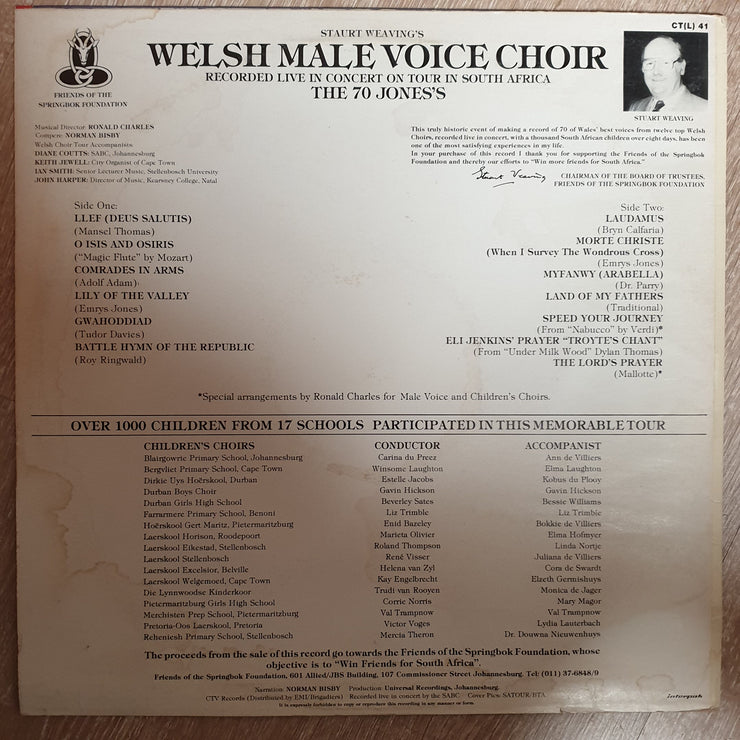 CT(L) 41
STAURT WEAVING'S
WELSH MALE VOICE CHOIR
RECORDED LIVE IN CONCERT ON TOUR IN SOUTH AFRICA
THE 70 JONES'S
FRIENDS OF THE
SPRINGBOK FOUNDATION
STUART WEAVING
Musical Director: RONALD CHARLES
Compere: NORMAN BISBY
Welsh Choir Tour Accompanists
DIANE COUTTS: SABC, Johannesburg
KEITH JEWELL: City Organist of Cape Town
IAN SMITH: Senior Lecturer Music, Stellenbosch University
JOHN HARPER: Director of Music, Kearsney College, Natal
This truly historic event of making a record of 70 of Wales' best voices from twelve top Welsh
Choirs, recorded live in concert, with a thousand South African children over eight days, has been
one of the most satisfying experiences in my life.
In your purchase of this record I thank you for supporting the Friends of the Springbok
Foundation and thereby our efforts to "Win more friends for South Africa".
Stuart Weaving
CHAIRMAN OF THE BOARD OF TRUSTEES,
FRIENDS OF THE SPRINGBOK FOUNDATION
Side One:
LLEF (DEUS SALUTIS)
(Mansel Thomas)
O ISIS AND OSIRIS
("Magic Flute" by Mozart)
COMRADES IN ARMS
(Adolf Adam)
LILY OF THE VALLEY
(Emrys Jones)
GWAHODDIAD
(Tudor Davies)
BATTLE HYMN OF THE REPUBLIC
(Roy Ringwald)
Side Two:
LAUDAMUS
(Bryn Calfaria)
MORTE CHRISTE
(When I Survey The Wondrous Cross)
(Emrys Jones)
MYFANWY (ARABELLA)
(Dr. Parry)
LAND OF MY FATHERS
(Traditional)
SPEED YOUR JOURNEY
(From "Nabucco" by Verdi)*
ELI JENKINS' PRAYER "TROYTE'S CHANT"
(From "Under Milk Wood" Dylan Thomas)
THE LORD'S PRAYER
(Mallotte)*
*Special arrangements by Ronald Charles for Male Voice and Children's Choirs.
OVER 1000 CHILDREN FROM 17 SCHOOLS PARTICIPATED IN THIS MEMORABLE TOUR
CHILDREN'S CHOIRS CONDUCTOR ACCOMPANIST
Blairgowrie Primary School, Johannesburg Carina du Preez Ann de Villiers
Bergvliet Primary School, Cape Town Winsome Laughton Elma Laughton
Dirkie Uys Hoërskool, Durban Estelle Jacobs Kobus du Plooy
Durban Boys Choir Gavin Hickson Gavin Hickson
Durban Girls High School Beverley Sates Bessie Williams
Farrarmere Primary School, Benoni Liz Trimble Liz Trimble
Hoërskool Gert Maritz, Pietermaritzburg Enid Bazeley Bokkie de Villiers
Laerskool Horison, Roodepoort Marieta Olivier Elma Hofmyer
Laerskool Eikestad, Stellenbosch Roland Thompson Linda Nortje
Laerskool Stellenbosch René Visser Juliana de Villiers
Laerskool Excelsior, Belville Helena van Zyl Cora de Swardt
Laerskool Welgemoed, Cape Town Kay Engelbrecht Elzeth Germishuys
Die Lynnwoodse Kinderkoor Trudi van Rooyen Monica de Jager
Pietermaritzburg Girls High School Corrie Norris Mary Magor
Merchisten Prep School, Pietermaritzburg Val Trampnow Val Trampnow
Pretoria-Oos Laerskool, Pretoria Victor Voges Lydia Lauterbach
Reheniesh Primary School, Stellenbosch Mercia Theron Dr. Douwna Nieuwenhuys
The proceeds from the sale of this record go towards the Friends of the Springbok Foundation, whose
objective is to "Win Friends for South Africa".
Friends of the Springbok Foundation, 601 Allied/JBS Building, 107 Commissioner Street Johannesburg. Tel: (011) 37-6848/9
Narration: NORMAN BISBY Production: Universal Recordings, Johannesburg.
CTV Records (Distributed by EMI/Brigadiers) Recorded live in concert by the SABC Cover Pics: SATOUR/BTA.
It is expressly forbidden to copy or reproduce this recording in any manner or form.